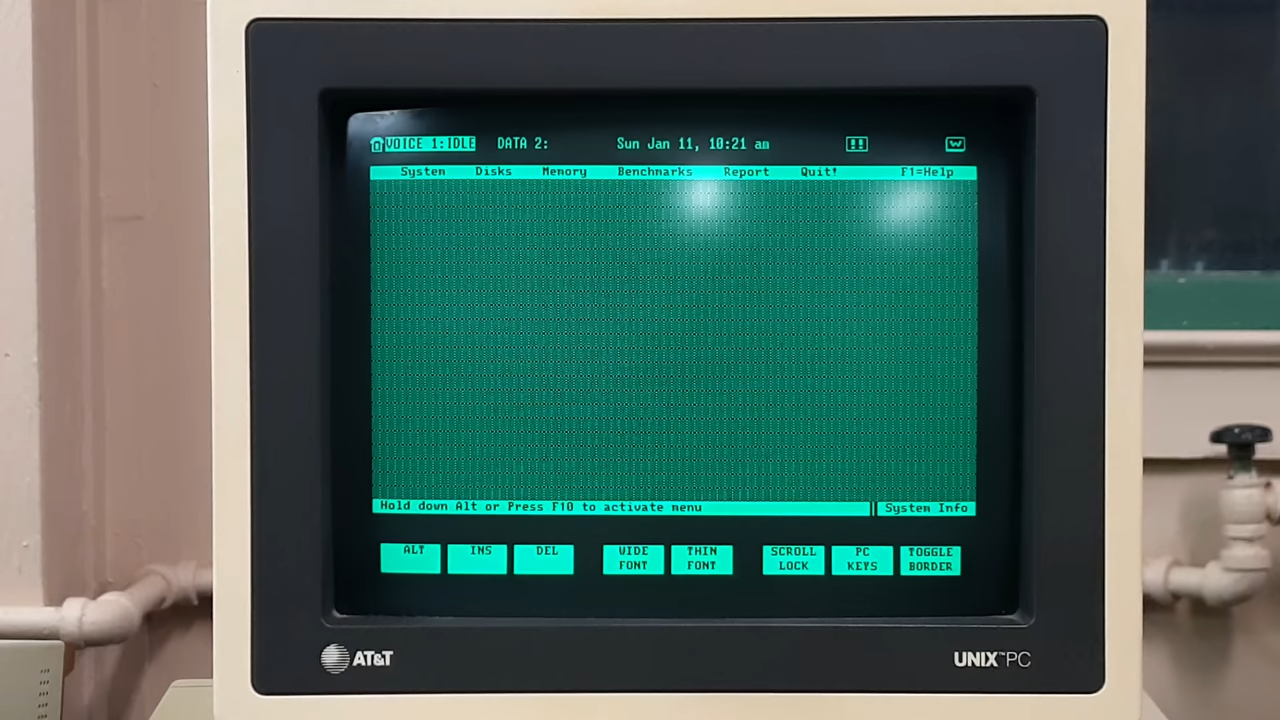 VOICE 1:IDLE DATA 2: Sun Jan 11, 10:21 am
System Disks Memory Benchmarks Report Quit! F1=Help
Hold down Alt or Press F10 to activate menu System Info
ALT INS DEL WIDE FONT THIN FONT SCROLL LOCK PC KEYS TOGGLE BORDER
AT&T UNIX™ PC